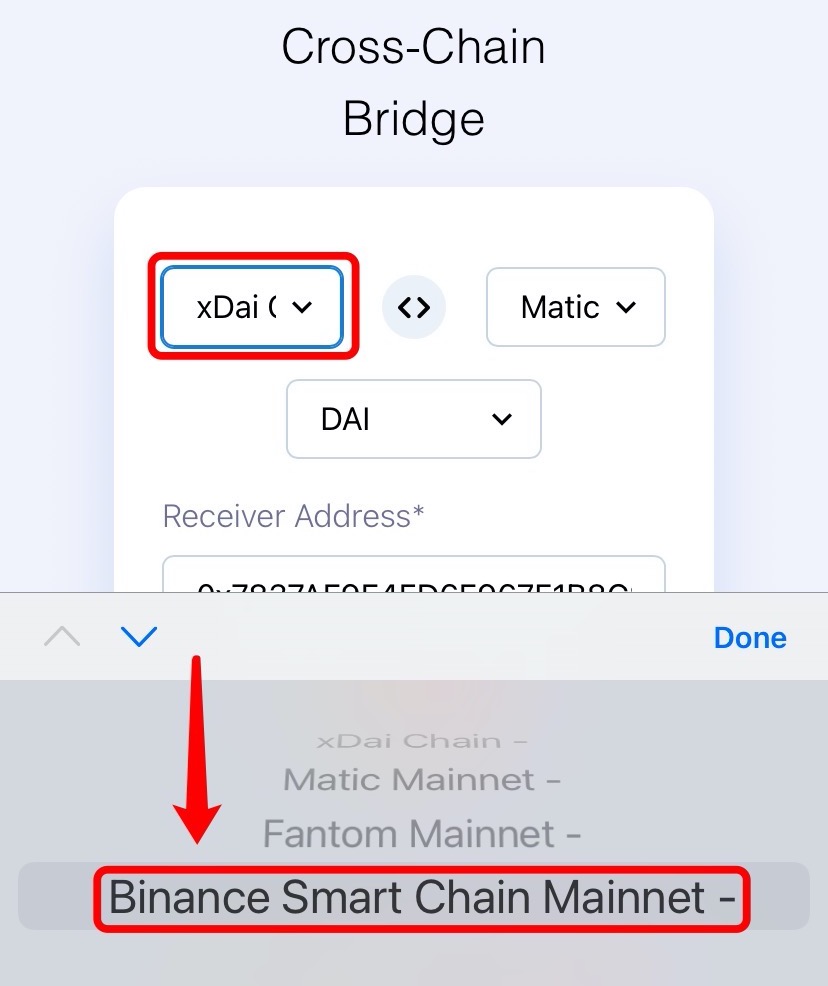 Cross-Chain
Bridge
xDai
Matic
DAI
Receiver Address*
Done
xDai Chain -
Matic Mainnet -
Fantom Mainnet -
Binance Smart Chain Mainnet -